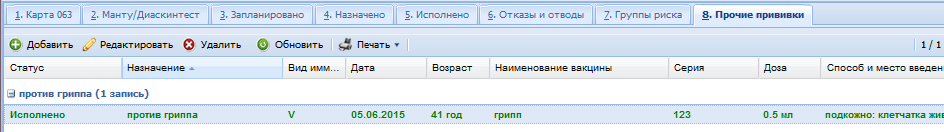 1. Карта 063 2. Манту/Диаскинтест 3. Запланировано 4. Назначено 5. Исполнено 6. Отказы и отводы 7. Группы риска 8. Прочие прививки
Добавить Редактировать Удалить Обновить Печать 1 / 1
Статус Назначение Вид имм... Дата Возраст Наименование вакцины Серия Доза Способ и место введен
против гриппа (1 запись)
Исполнено против гриппа V 05.06.2015 41 год грипп 123 0.5 мл подкожно: клетчатка жив